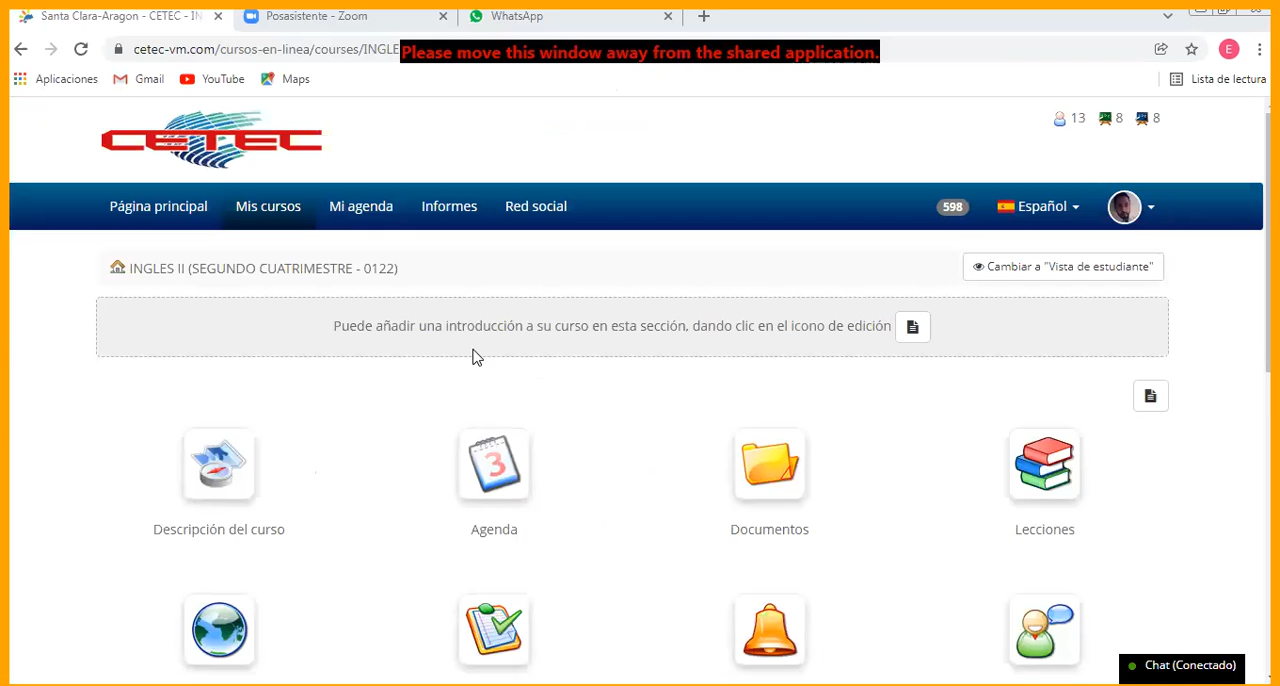 Santa Clara-Aragon - CETEC - IN
Posasistente - Zoom
WhatsApp
cetec-vm.com/cursos-en-linea/courses/INGLE
Please move this window away from the shared application.
E
Aplicaciones
Gmail
YouTube
Maps
Lista de lectura
CETEC
13
8
8
Página principal
Mis cursos
Mi agenda
Informes
Red social
598
Español
INGLES II (SEGUNDO CUATRIMESTRE - 0122)
Cambiar a "Vista de estudiante"
Puede añadir una introducción a su curso en esta sección, dando clic en el icono de edición
3
Descripción del curso
Agenda
Documentos
Lecciones
Chat (Conectado)